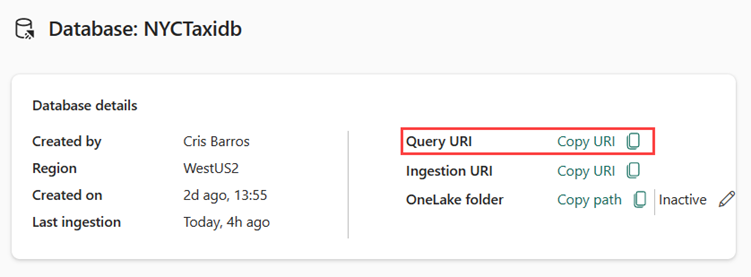 Database: NYCTaxidb
Database details
Created by Cris Barros
Region WestUS2
Created on 2d ago, 13:55
Last ingestion Today, 4h ago
Query URI Copy URI
Ingestion URI Copy URI
OneLake folder Copy path Inactive